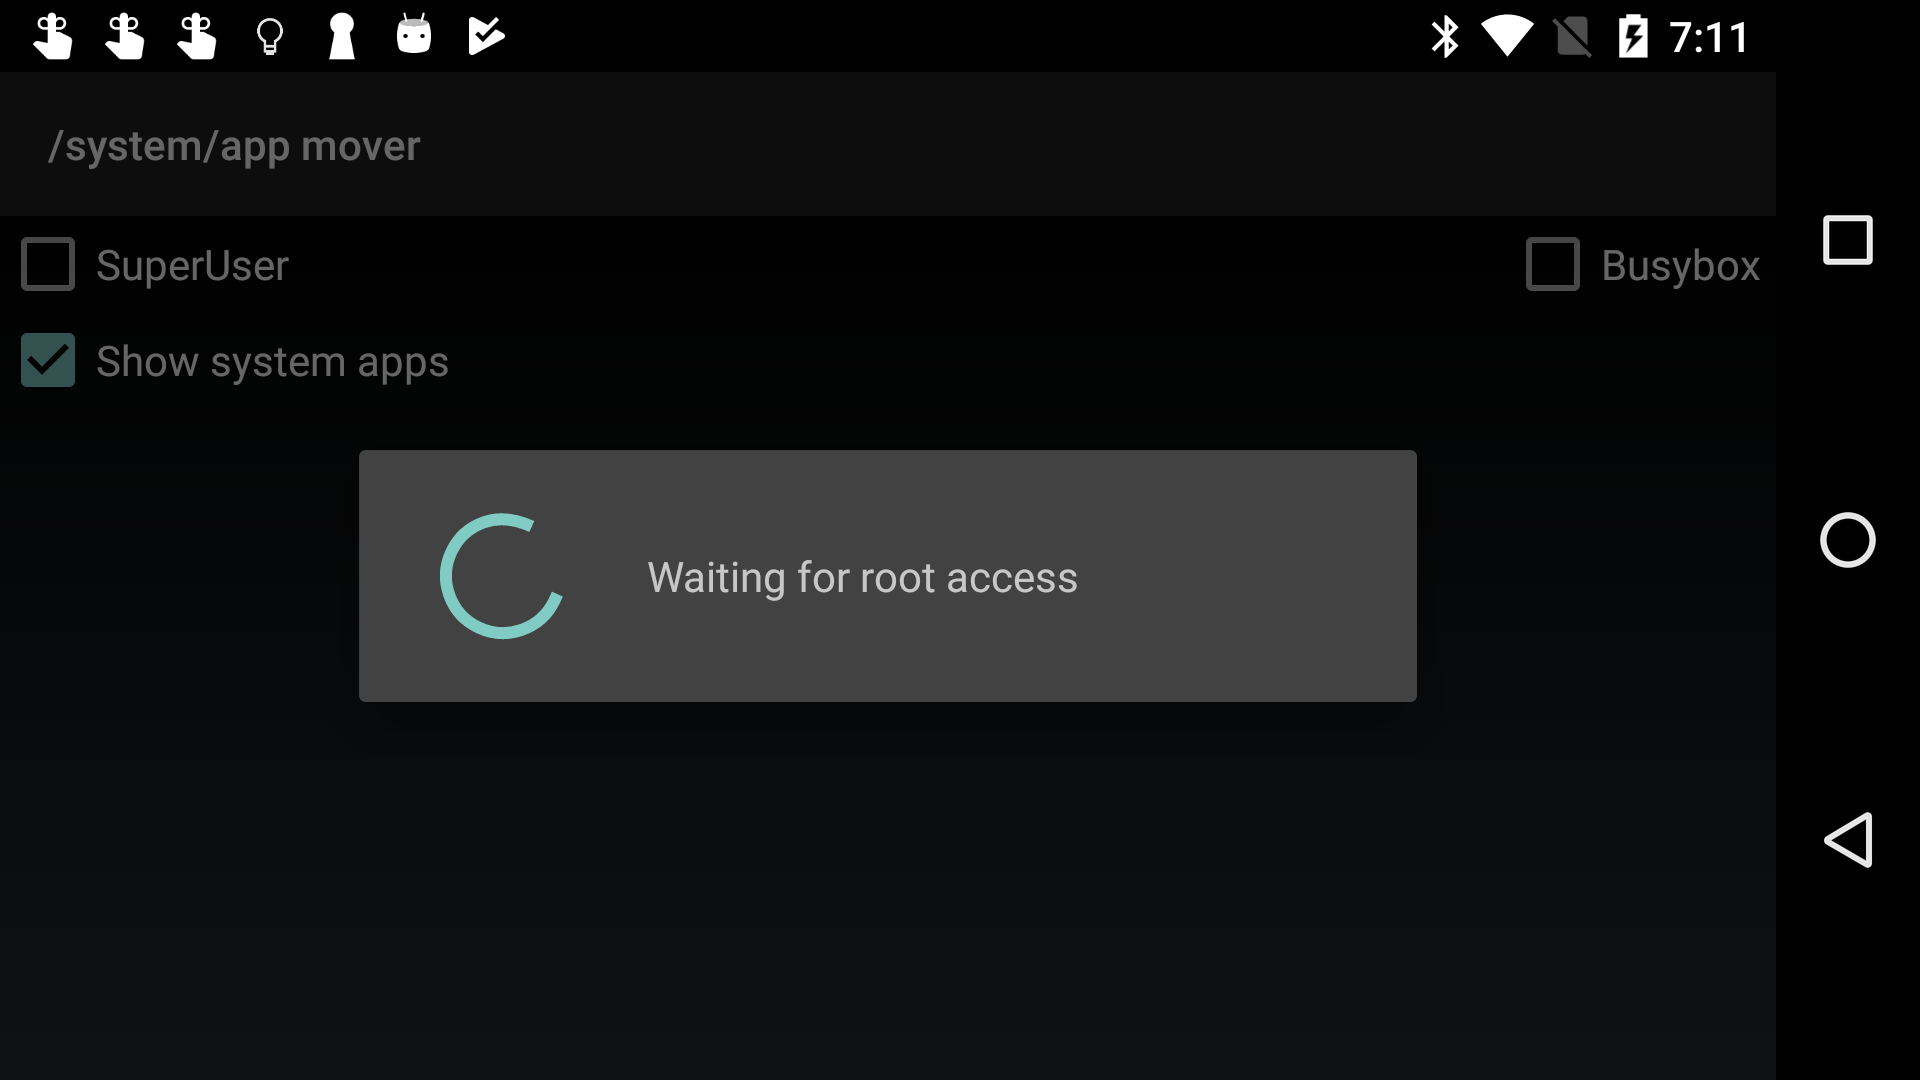 7:11
/system/app mover
SuperUser
Busybox
Show system apps
Waiting for root access